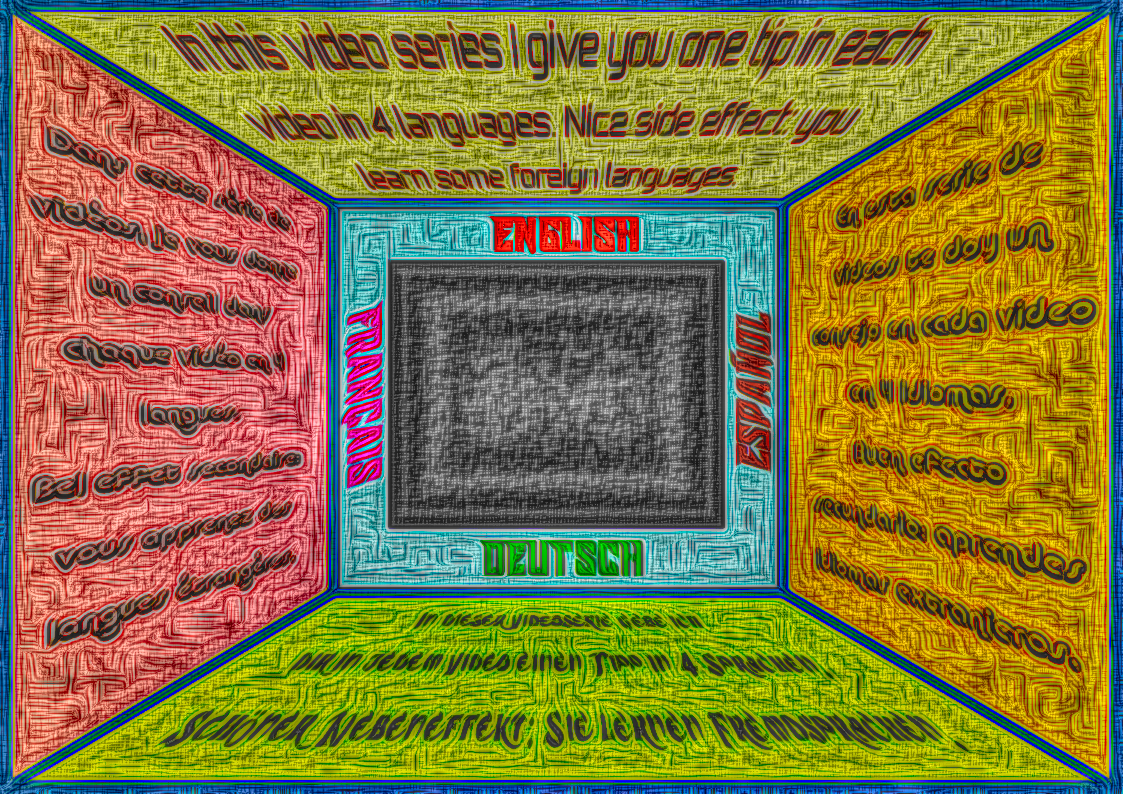 In this video series I give you one tip in each
video in 4 languages. Nice side effect: you
learn some foreign languages
ENGLISH
Dans cette série de
vidéos, je vous donne
un conseil dans
chaque vidéo en 4
langues.
Bell effet secondaire
vous apprenez des
langues étrangères.
FRANÇAIS
ESPAÑOL
En esta serie de
videos te doy un
consejo en cada video
en 4 idiomas.
Buen efecto
secundario: aprendes
idiomas extranjeros.
DEUTSCH
In dieser Videoserie gebe ich
in jedem Video einen Tipp in 4 Sprachen
Schöner Nebeneffekt: Sie lernen Fremdsprachen